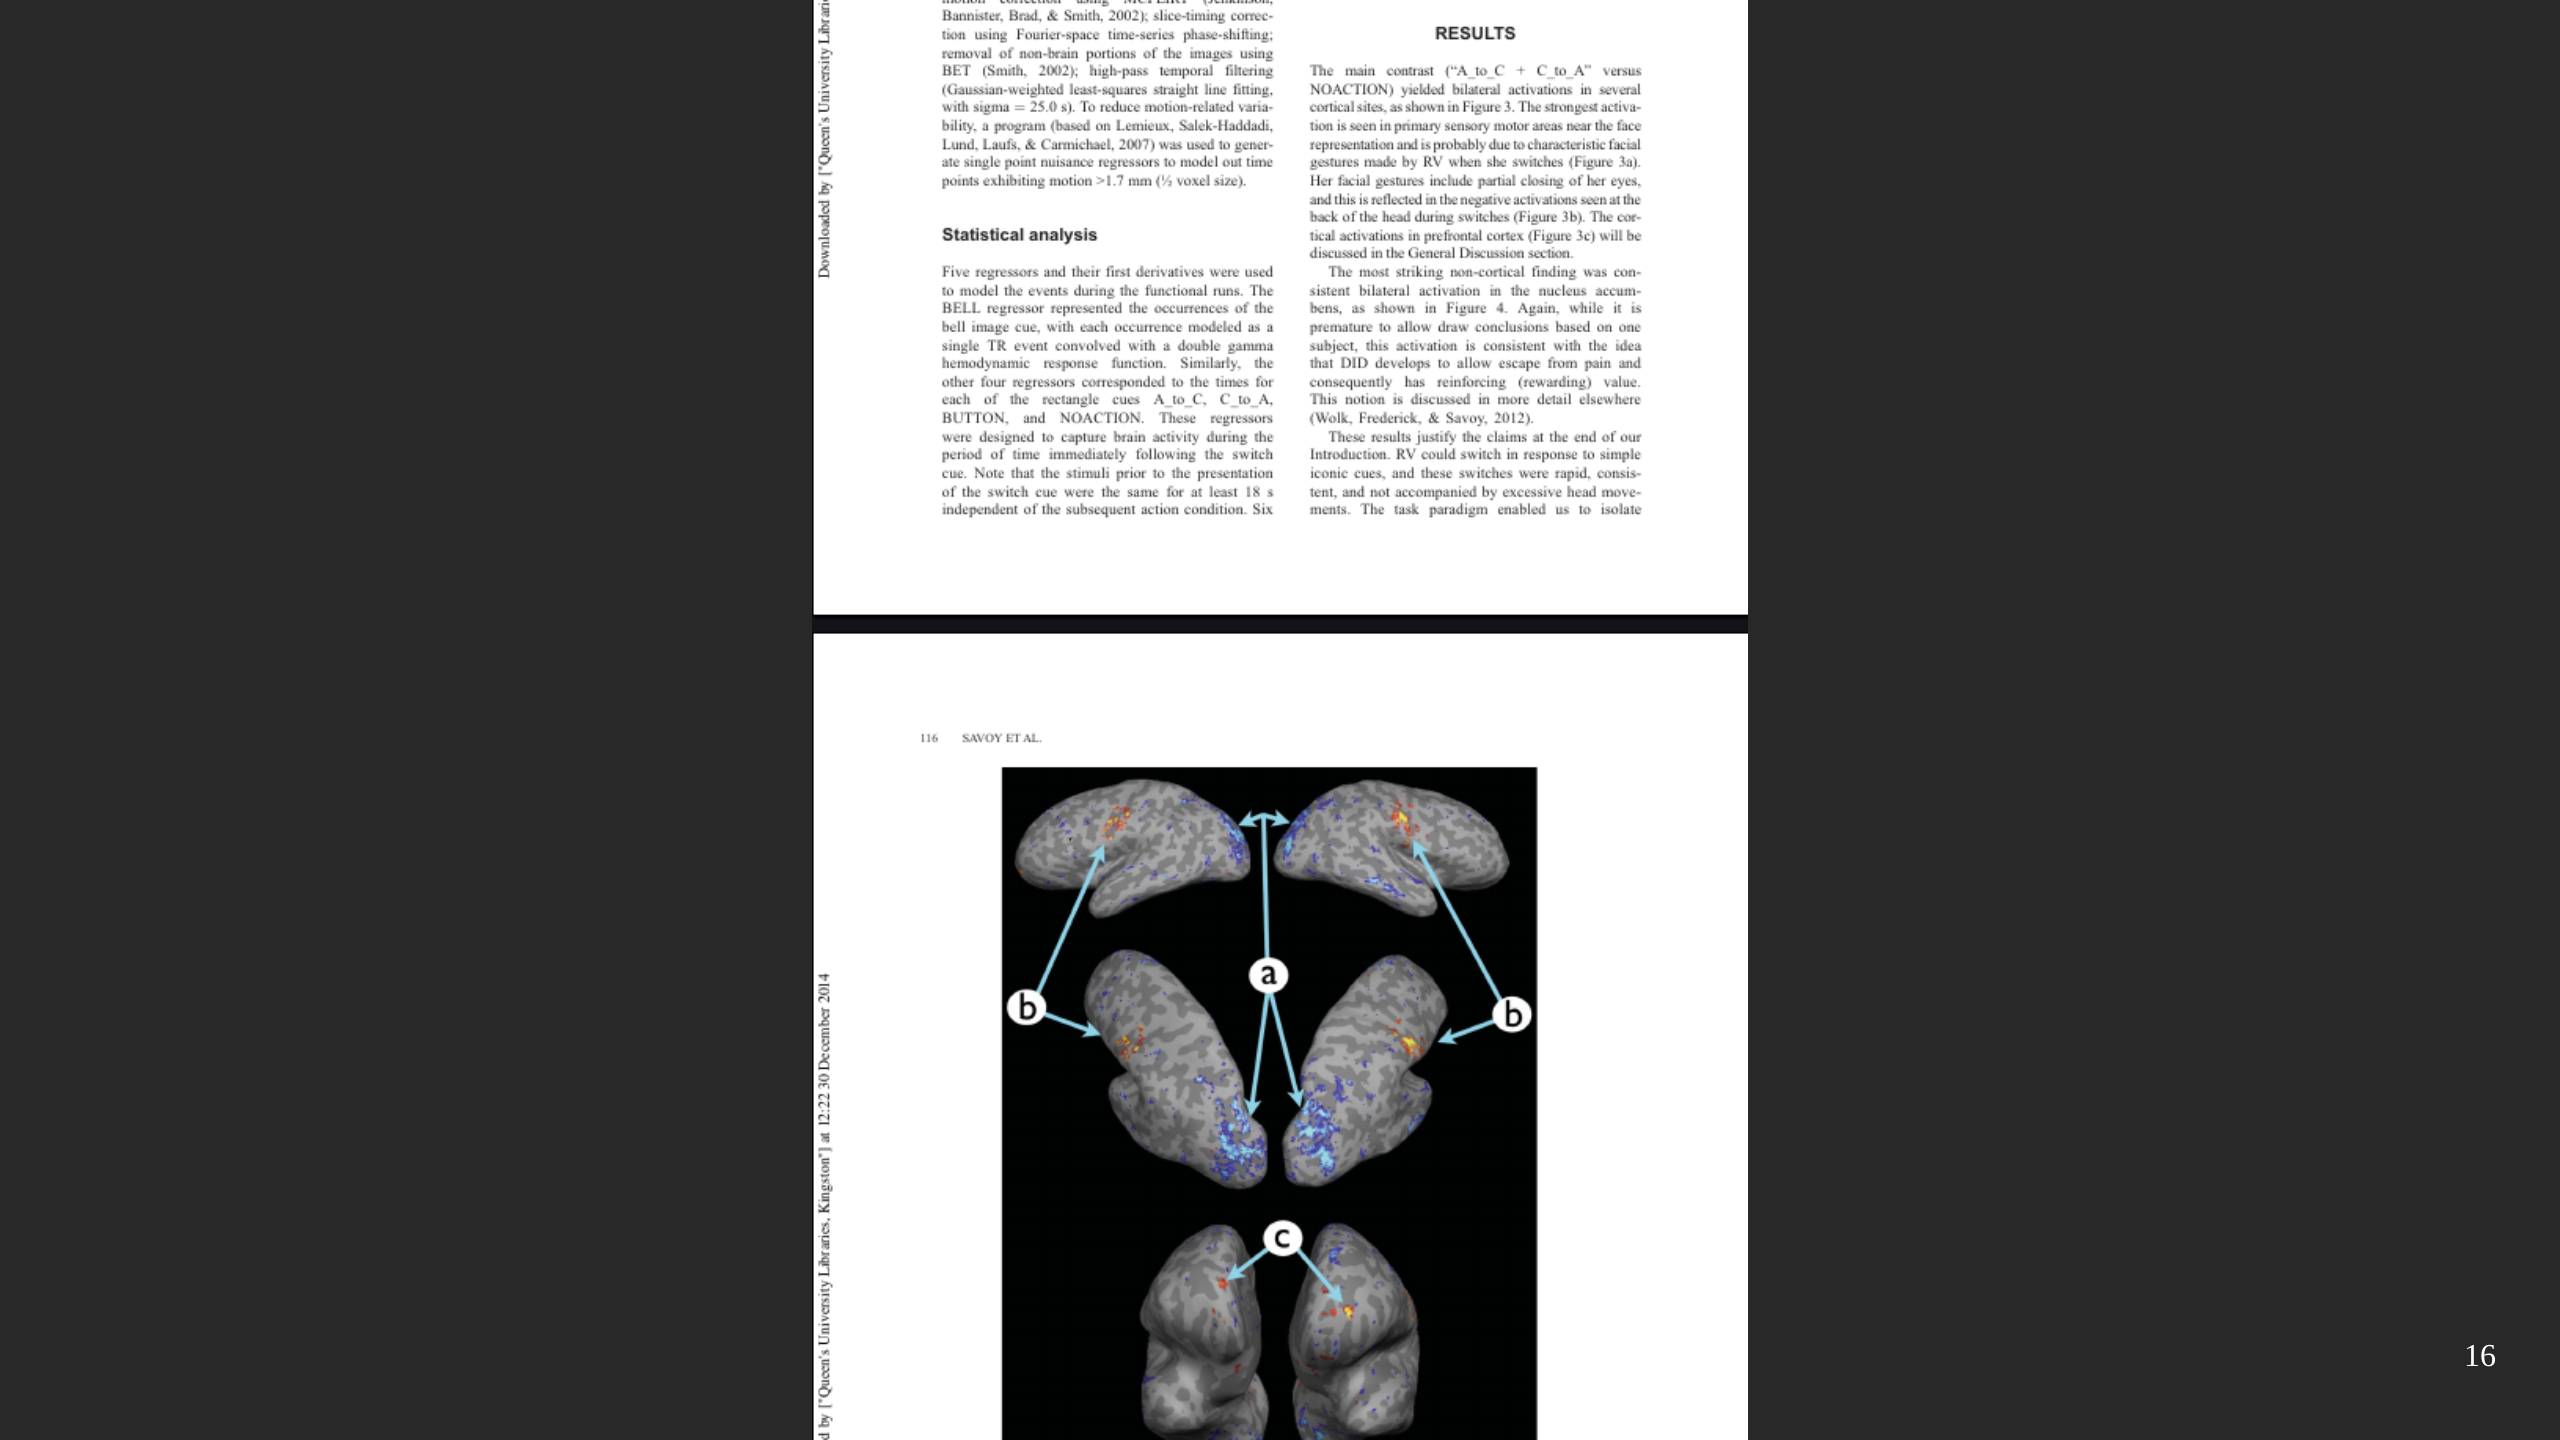 Bannister, Brad, & Smith, 2002); slice-timing correc-
tion using Fourier-space time-series phase-shifting;
removal of non-brain portions of the images using
BET (Smith, 2002); high-pass temporal filtering
(Gaussian-weighted least-squares straight line fitting,
with sigma = 25.0 s). To reduce motion-related varia-
bility, a program (based on Lemieux, Salek-Haddadi,
Lund, Laufs, & Carmichael, 2007) was used to gener-
ate single point nuisance regressors to model out time
points exhibiting motion >1.7 mm (½ voxel size).
Statistical analysis
Five regressors and their first derivatives were used
to model the events during the functional runs. The
BELL regressor represented the occurrences of the
bell image cue, with each occurrence modeled as a
single TR event convolved with a double gamma
hemodynamic response function. Similarly, the
other four regressors corresponded to the times for
each of the rectangle cues A_to_C, C_to_A,
BUTTON, and NOACTION. These regressors
were designed to capture brain activity during the
period of time immediately following the switch
cue. Note that the stimuli prior to the presentation
of the switch cue were the same for at least 18 s
independent of the subsequent action condition. Six
RESULTS
The main contrast (“A_to_C + C_to_A” versus
NOACTION) yielded bilateral activations in several
cortical sites, as shown in Figure 3. The strongest activa-
tion is seen in primary sensory motor areas near the face
representation and is probably due to characteristic facial
gestures made by RV when she switches (Figure 3a).
Her facial gestures include partial closing of her eyes,
and this is reflected in the negative activations seen at the
back of the head during switches (Figure 3b). The cor-
tical activations in prefrontal cortex (Figure 3c) will be
discussed in the General Discussion section.
The most striking non-cortical finding was con-
sistent bilateral activation in the nucleus accum-
bens, as shown in Figure 4. Again, while it is
premature to allow draw conclusions based on one
subject, this activation is consistent with the idea
that DID develops to allow escape from pain and
consequently has reinforcing (rewarding) value.
This notion is discussed in more detail elsewhere
(Wolk, Frederick, & Savoy, 2012).
These results justify the claims at the end of our
Introduction. RV could switch in response to simple
iconic cues, and these switches were rapid, consis-
tent, and not accompanied by excessive head move-
ments. The task paradigm enabled us to isolate
Downloaded by ["Queen's University
116 SAVOY ET AL.
a
b
b
c
by ["Queen's University Libraries, Kingston"] at 12:22 30 December 2014
16